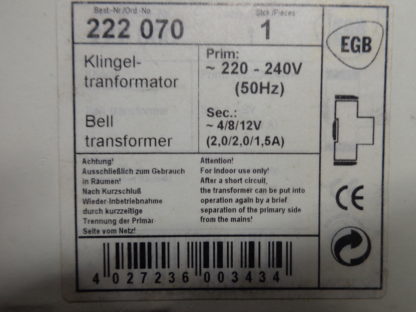 Best.-Nr./Ord.-No.
Stck./Pieces
222 070
1
EGB
Klingel-
tranformator
Prim:
~ 220 - 240V
(50Hz)
Bell
transformer
Sec.:
~ 4/8/12V
(2,0/2,0/1,5A)
Achtung!
Ausschließlich zum Gebrauch
in Räumen!
Nach Kurzschluß
Wieder-Inbetriebnahme
durch kurzzeitige
Trennung der Primar
Seite vom Netz!
Attention!
For indoor use only!
After a short circuit,
the transformer can be put into
operation again by a brief
separation of the primary side
from the mains!
CE
4 027236 003434